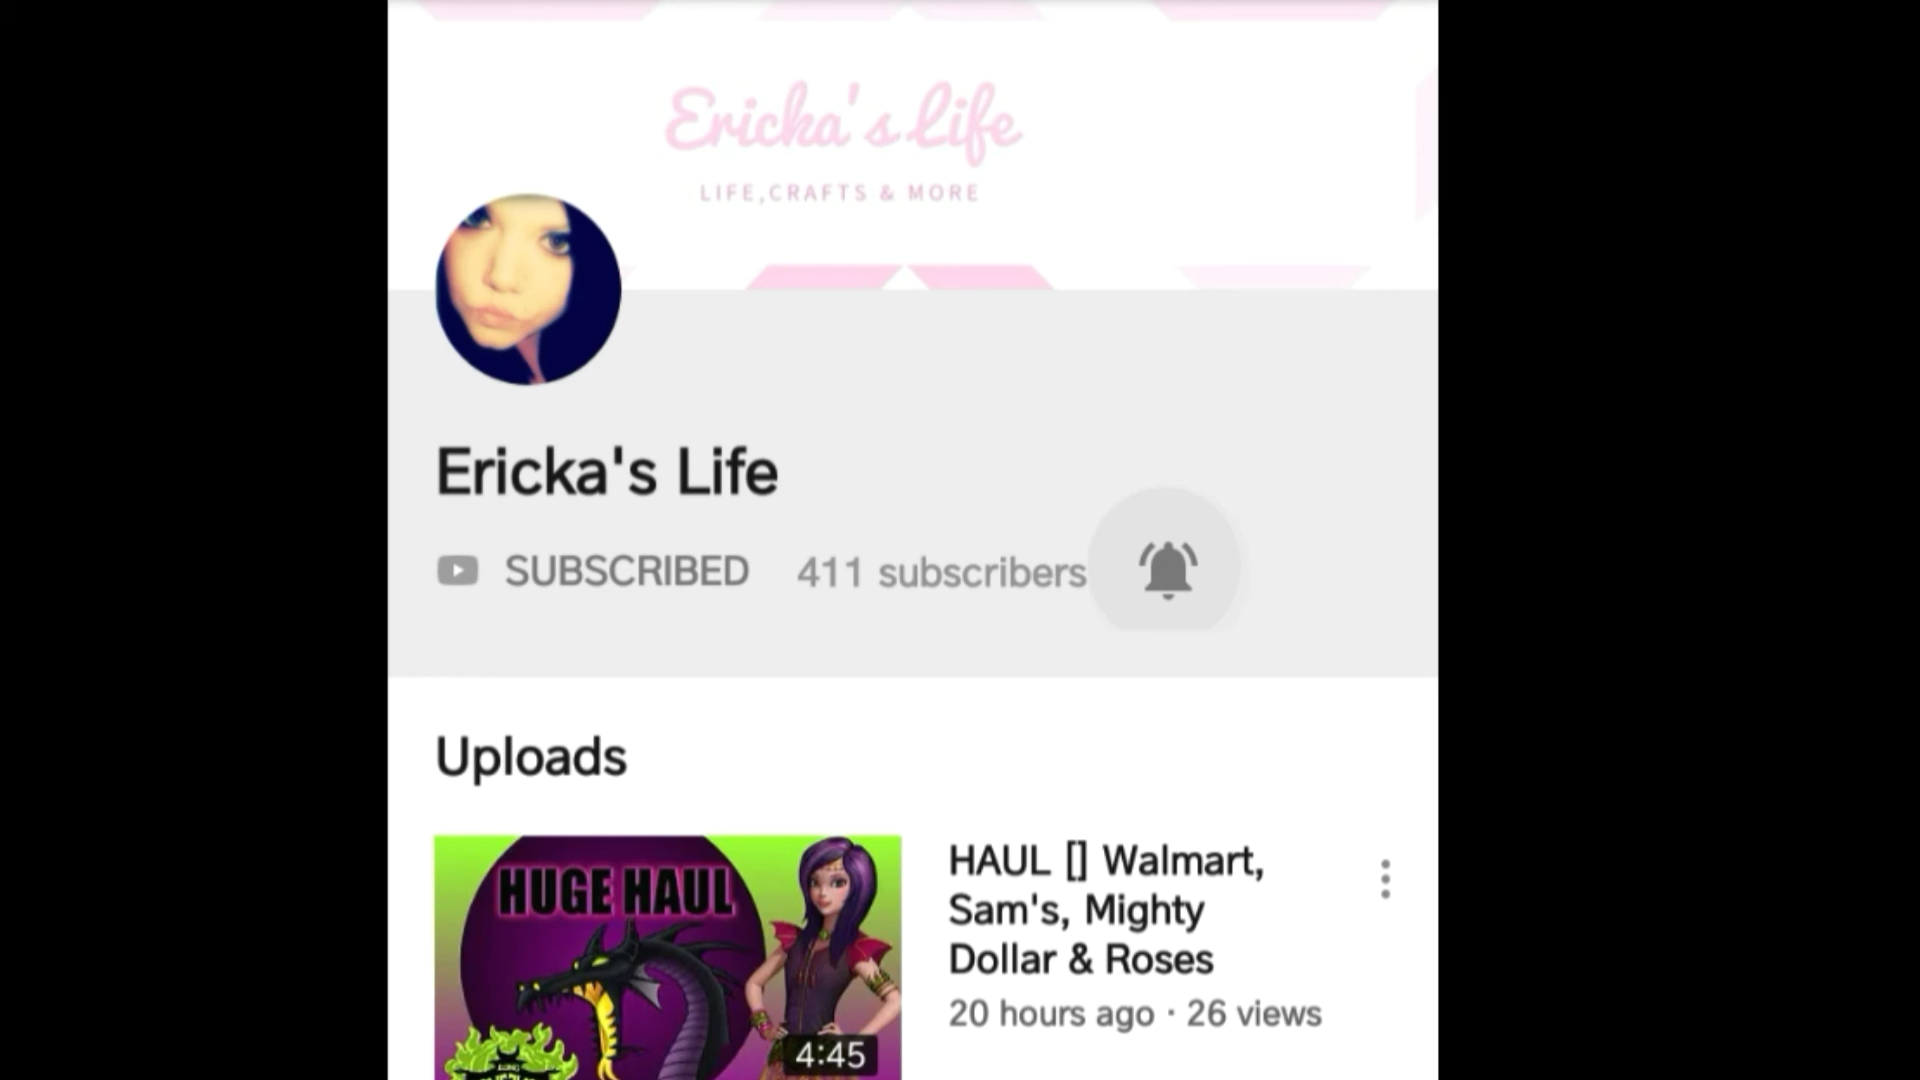 Ericka's Life
LIFE,CRAFTS & MORE
Ericka's Life
SUBSCRIBED 411 subscribers
Uploads
HUGE HAUL
4:45
HAUL [] Walmart,
Sam's, Mighty
Dollar & Roses
20 hours ago · 26 views